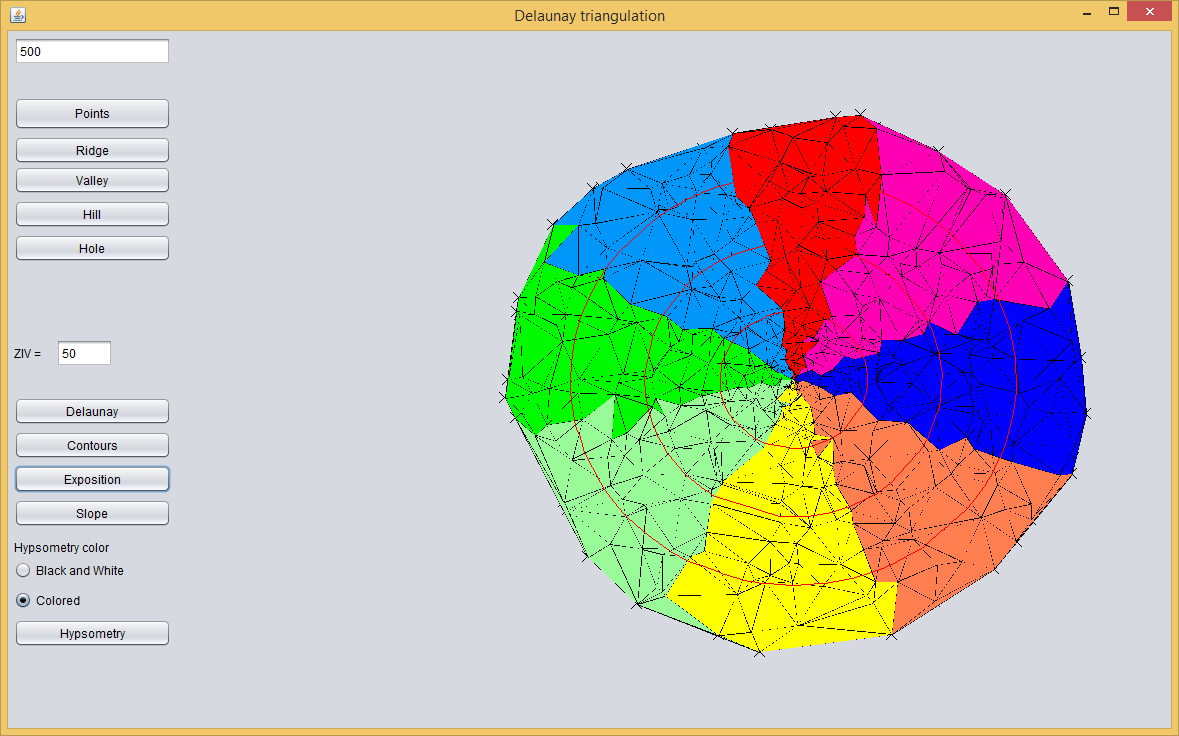 Delaunay triangulation
500
Points
Ridge
Valley
Hill
Hole
ZIV = 50
Delaunay
Contours
Exposition
Slope
Hypsometry color
Black and White
Colored
Hypsometry